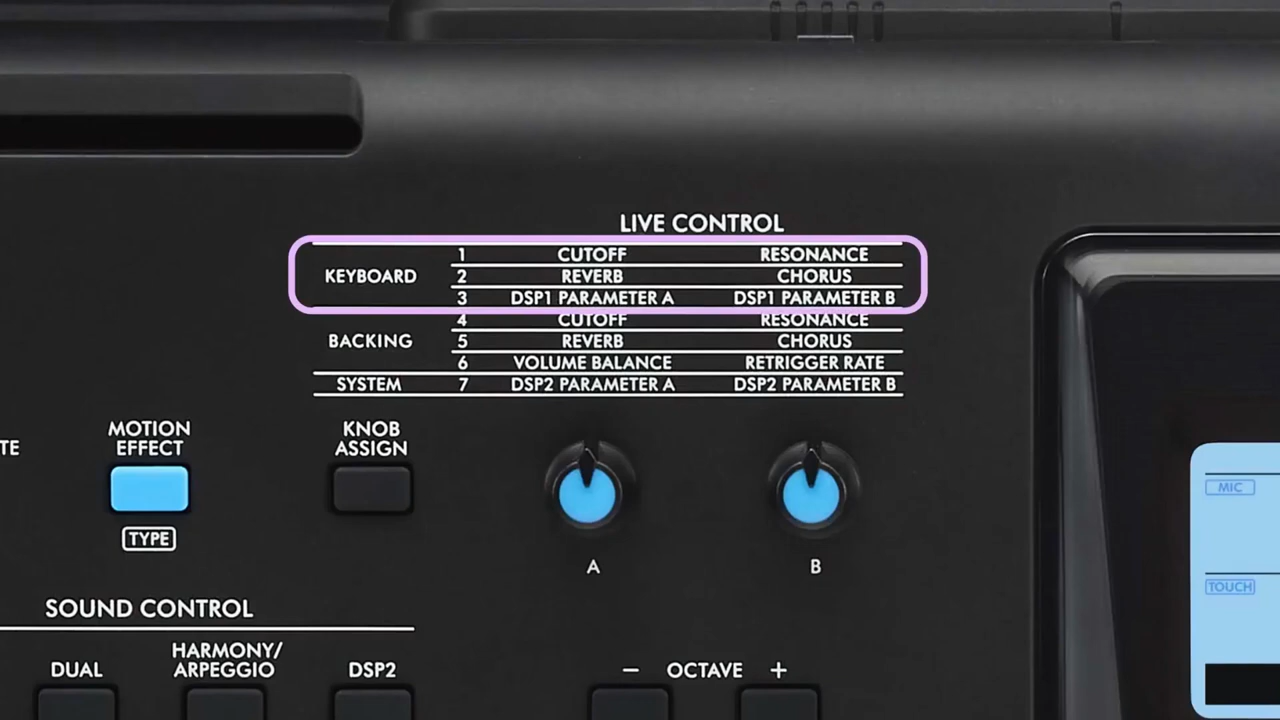 LIVE CONTROL
KEYBOARD 1 CUTOFF RESONANCE
2 REVERB CHORUS
3 DSP1 PARAMETER A DSP1 PARAMETER B
BACKING 4 CUTOFF RESONANCE
5 REVERB CHORUS
6 VOLUME BALANCE RETRIGGER RATE
SYSTEM 7 DSP2 PARAMETER A DSP2 PARAMETER B
TE
MOTION
EFFECT
KNOB
ASSIGN
MIC
TYPE
A
B
TOUCH
SOUND CONTROL
DUAL
HARMONY/
ARPEGGIO
DSP2
− OCTAVE +